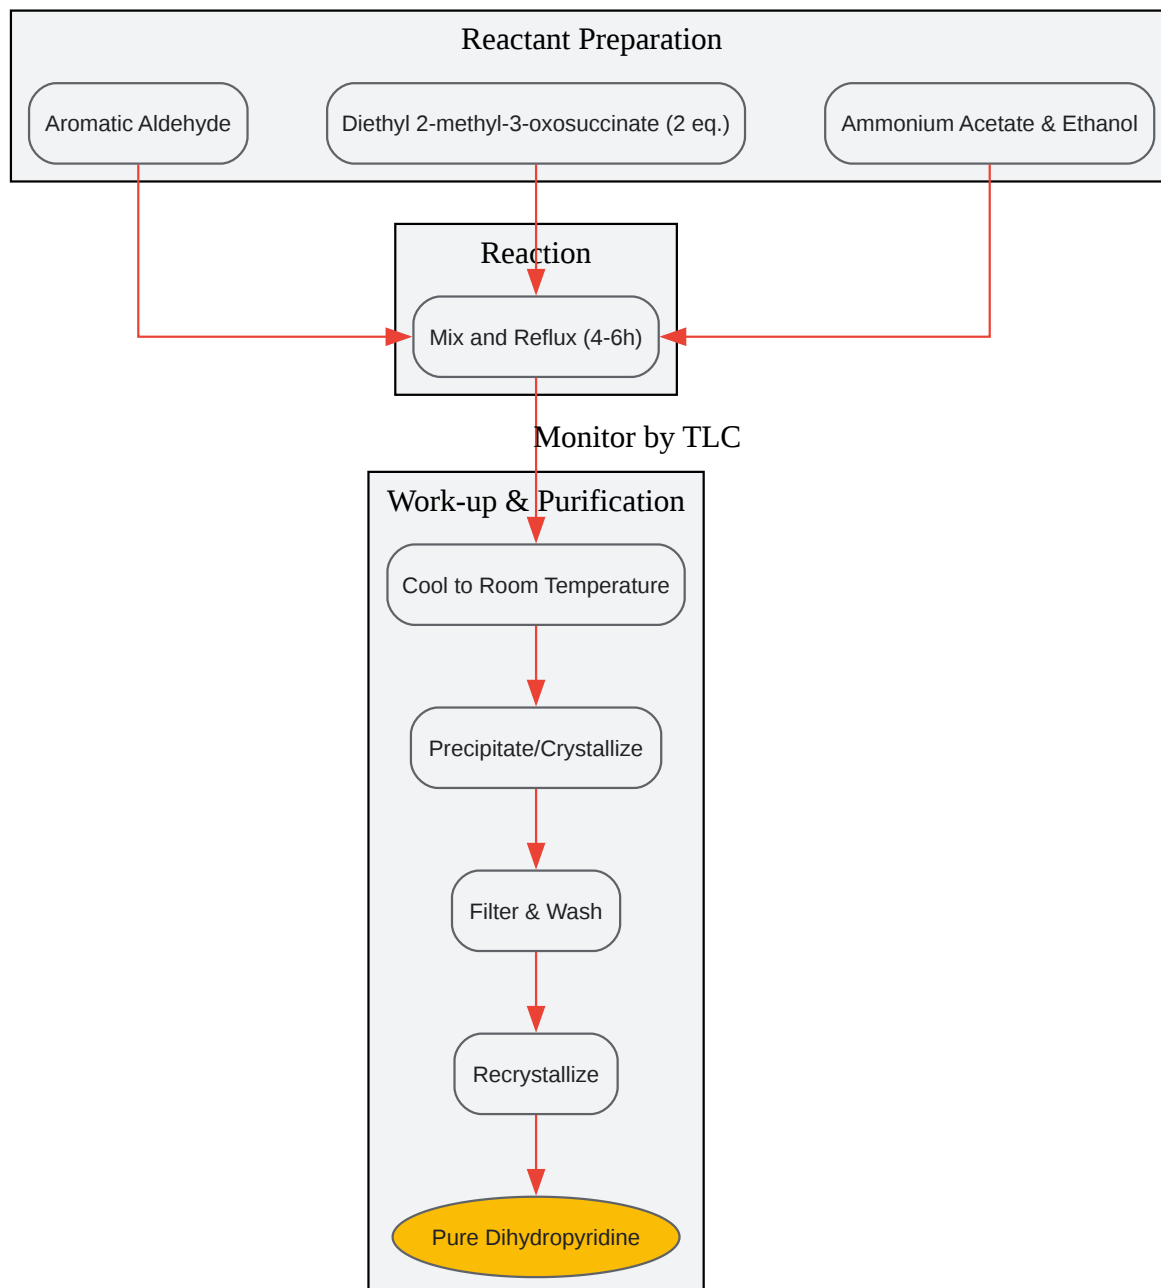 Reactant Preparation
Aromatic Aldehyde
Diethyl 2-methyl-3-oxosuccinate (2 eq.)
Ammonium Acetate & Ethanol
Reaction
Mix and Reflux (4-6h)
Monitor by TLC
Work-up & Purification
Cool to Room Temperature
Precipitate/Crystallize
Filter & Wash
Recrystallize
Pure Dihydropyridine